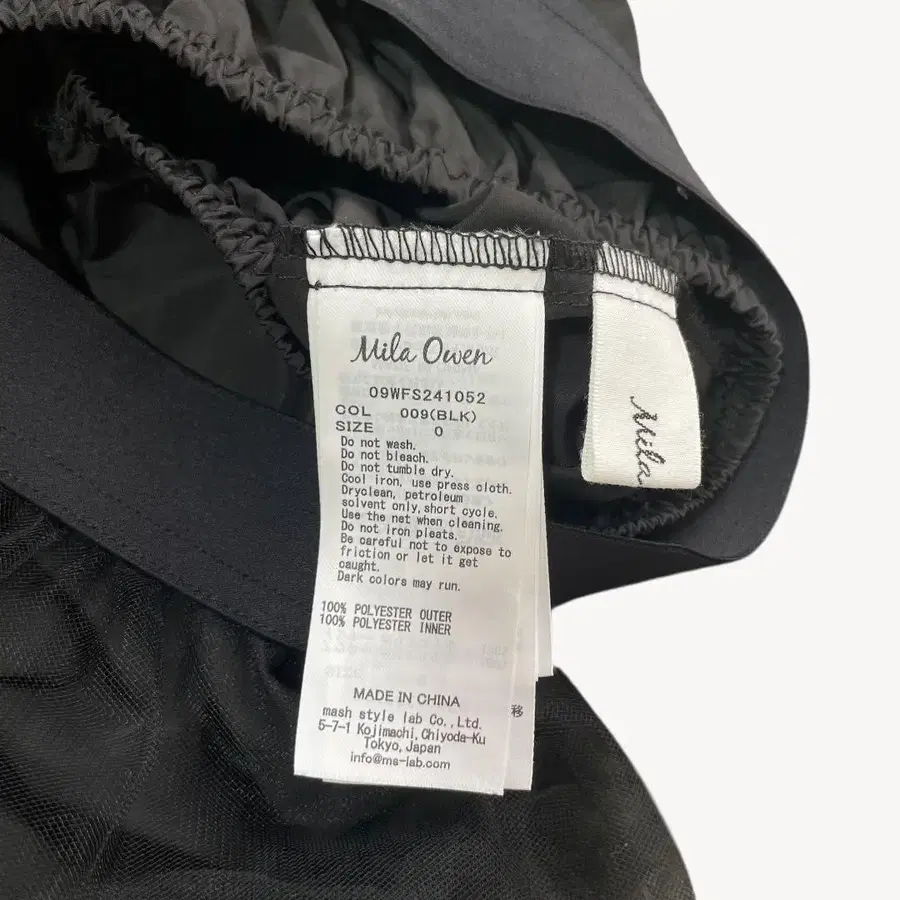 Mila Owen
09WFS241052
COL 009(BLK)
SIZE 0
Do not wash.
Do not bleach.
Do not tumble dry.
Cool iron, use press cloth.
Dryclean, petroleum
solvent only, short cycle.
Use the net when cleaning.
Do not iron pleats.
Be careful not to expose to
friction or let it get
caught.
Dark colors may run.
100% POLYESTER OUTER
100% POLYESTER INNER
MADE IN CHINA
mash style lab Co., Ltd.
5-7-1 Kojimachi, Chiyoda-Ku
Tokyo, Japan
info@ms-lab.com
移
Mila